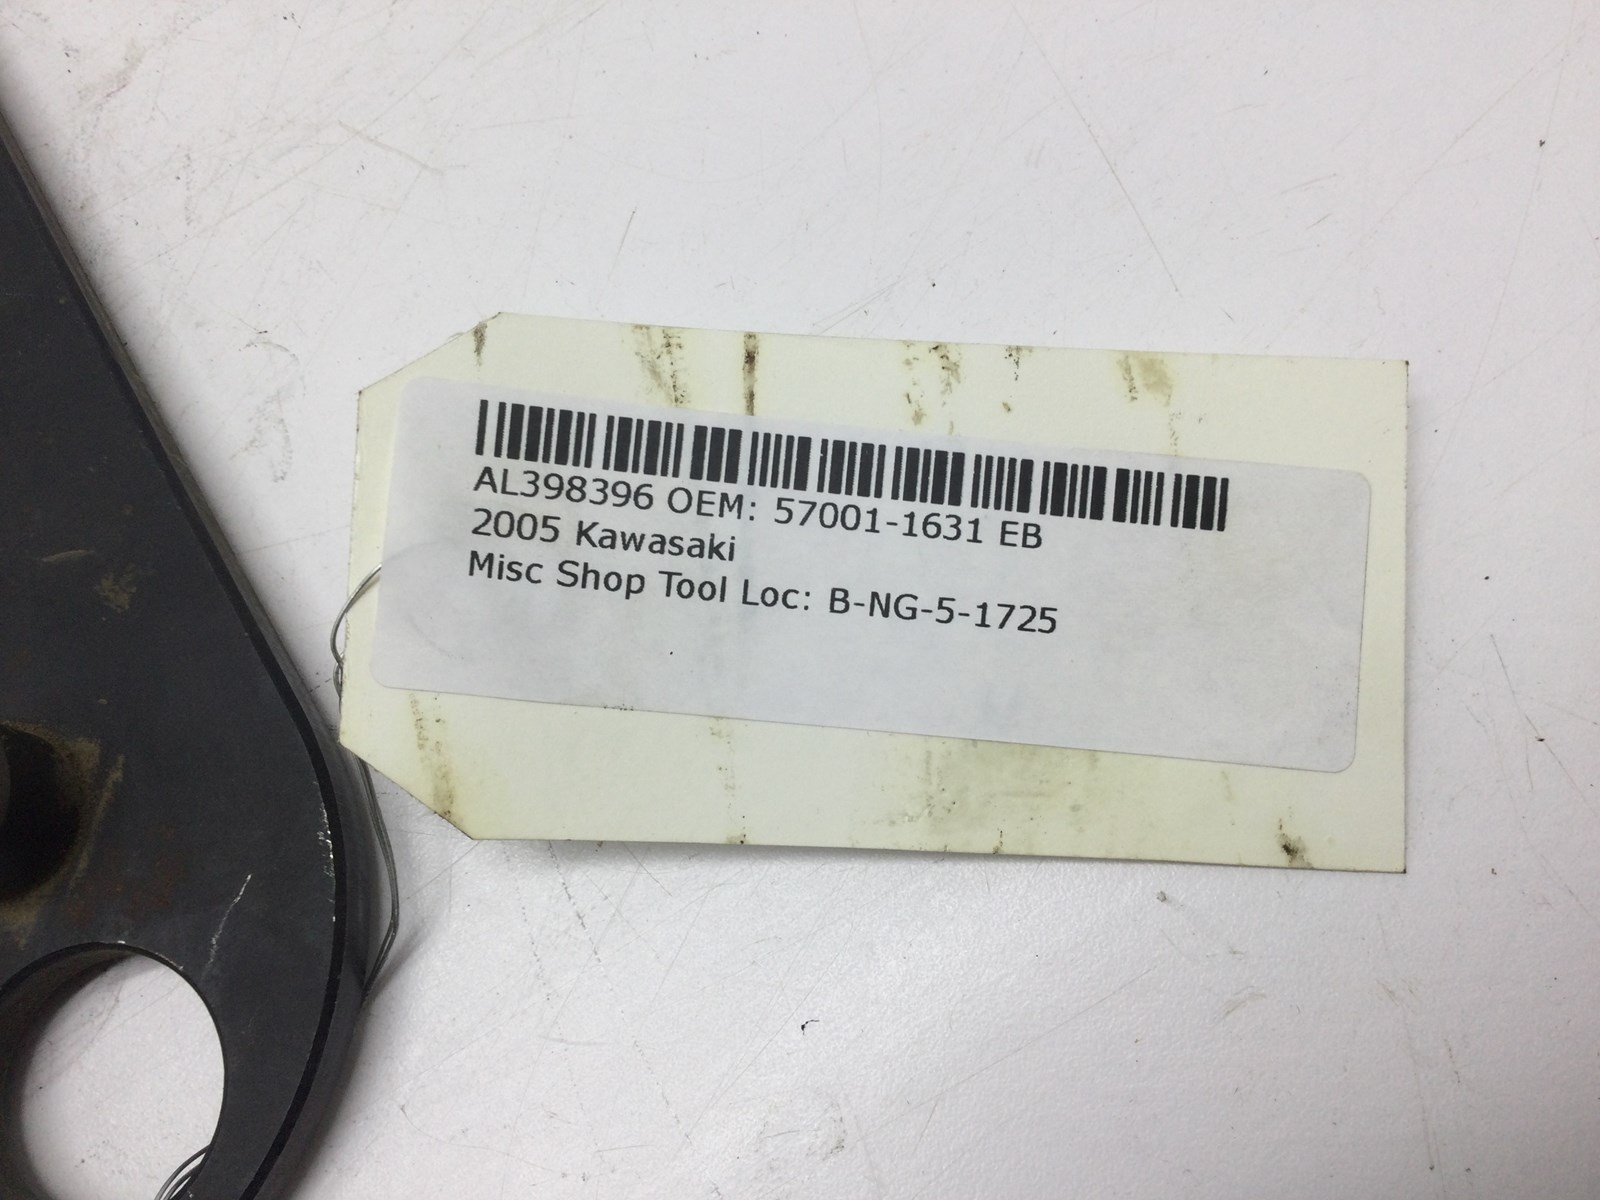 AL398396 OEM: 57001-1631 EB
2005 Kawasaki
Misc Shop Tool Loc: B-NG-5-1725